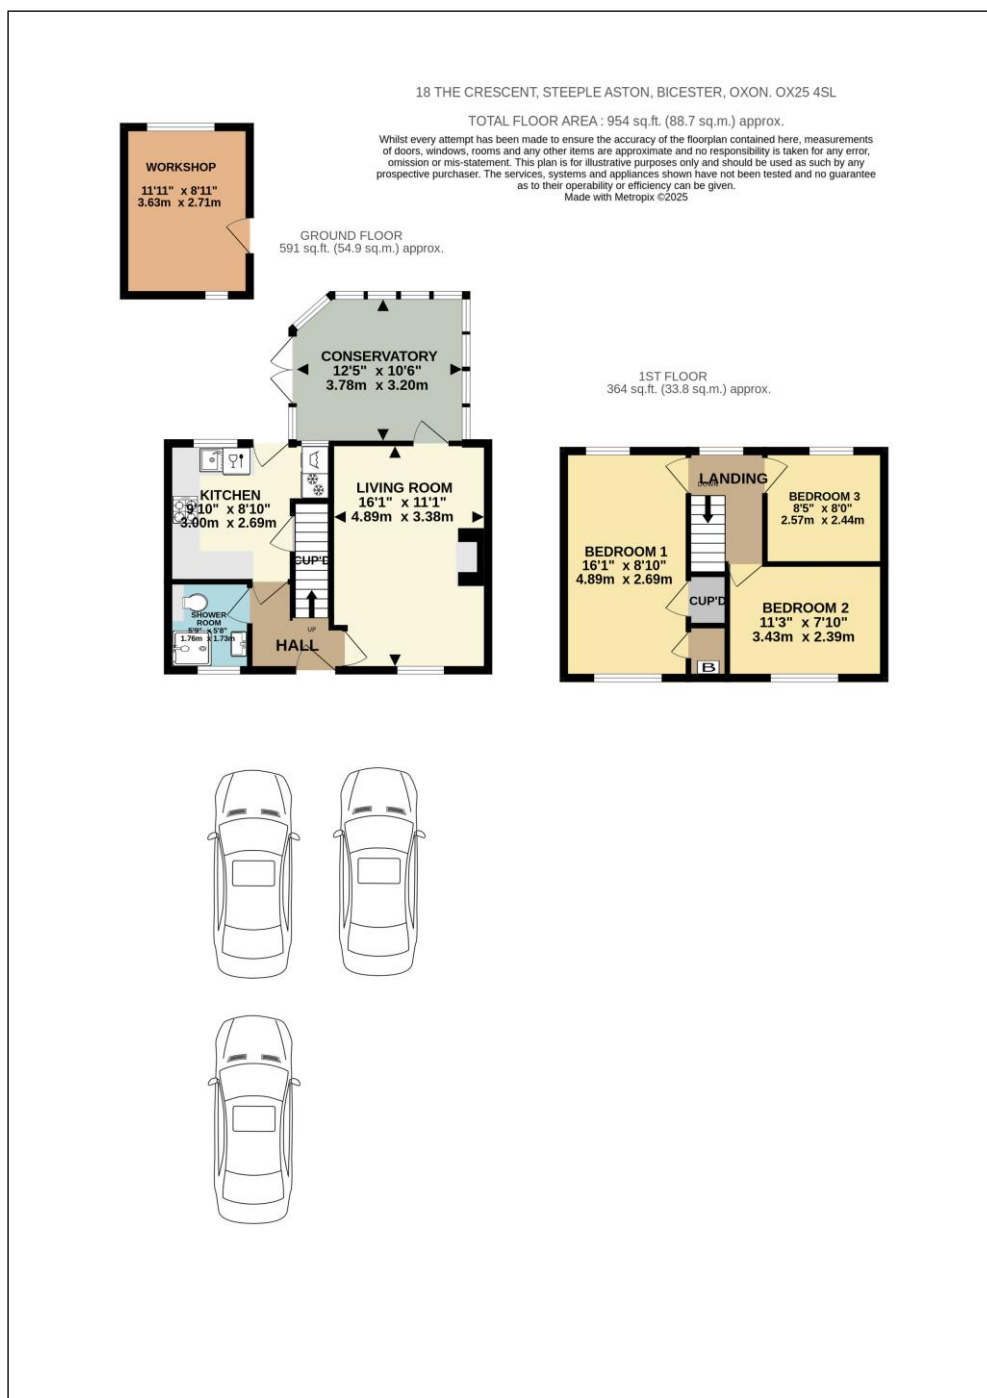 18 THE CRESCENT, STEEPLE ASTON, BICESTER, OXON. OX25 4SL
TOTAL FLOOR AREA : 954 sq.ft. (88.7 sq.m.) approx.
Whilst every attempt has been made to ensure the accuracy of the floorplan contained here, measurements
of doors, windows, rooms and any other items are approximate and no responsibility is taken for any error,
omission or mis-statement. This plan is for illustrative purposes only and should be used as such by any
prospective purchaser. The services, systems and appliances shown have not been tested and no guarantee
as to their operability or efficiency can be given.
Made with Metropix ©2025
WORKSHOP
11'11" x 8'11"
3.63m x 2.71m
GROUND FLOOR
591 sq.ft. (54.9 sq.m.) approx.
CONSERVATORY
12'5" x 10'6"
3.78m x 3.20m
KITCHEN
9'10" x 8'10"
3.00m x 2.69m
LIVING ROOM
16'1" x 11'1"
4.89m x 3.38m
CUP'D
SHOWER
ROOM
5'9" x 5'8"
1.76m x 1.73m
UP
HALL
1ST FLOOR
364 sq.ft. (33.8 sq.m.) approx.
LANDING
DOWN
BEDROOM 3
8'5" x 8'0"
2.57m x 2.44m
BEDROOM 1
16'1" x 8'10"
4.89m x 2.69m
CUP'D
BEDROOM 2
11'3" x 7'10"
3.43m x 2.39m
B